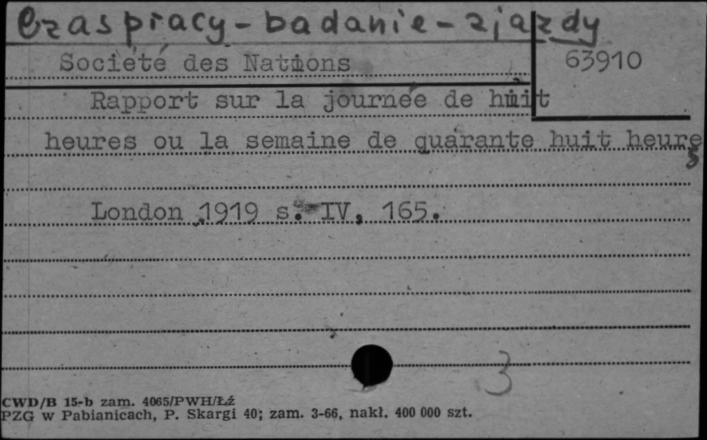 Czas pracy - badanie - zjazdy
Société des Nations 63910
Rapport sur la journée de huit
heures ou la semaine de quarante huit heures
London 1919 s. IV, 165.
3
CWD/B 15-b zam. 4065/PWH/Łź
PZG w Pabianicach, P. Skargi 40; zam. 3-66, nakł. 400 000 szt.